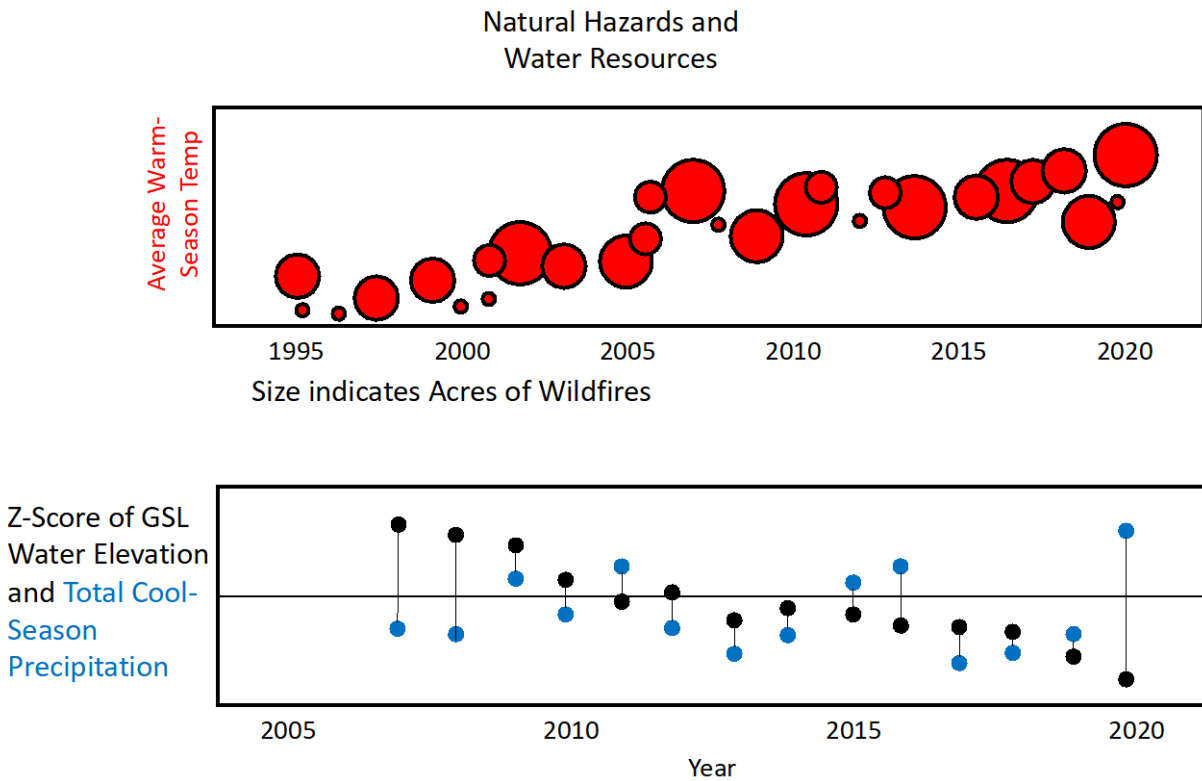 Natural Hazards and
Water Resources
Average Warm-
Season Temp
1995 2000 2005 2010 2015 2020
Size indicates Acres of Wildfires
Z-Score of GSL
Water Elevation
and Total Cool-
Season
Precipitation
2005 2010 2015 2020
Year